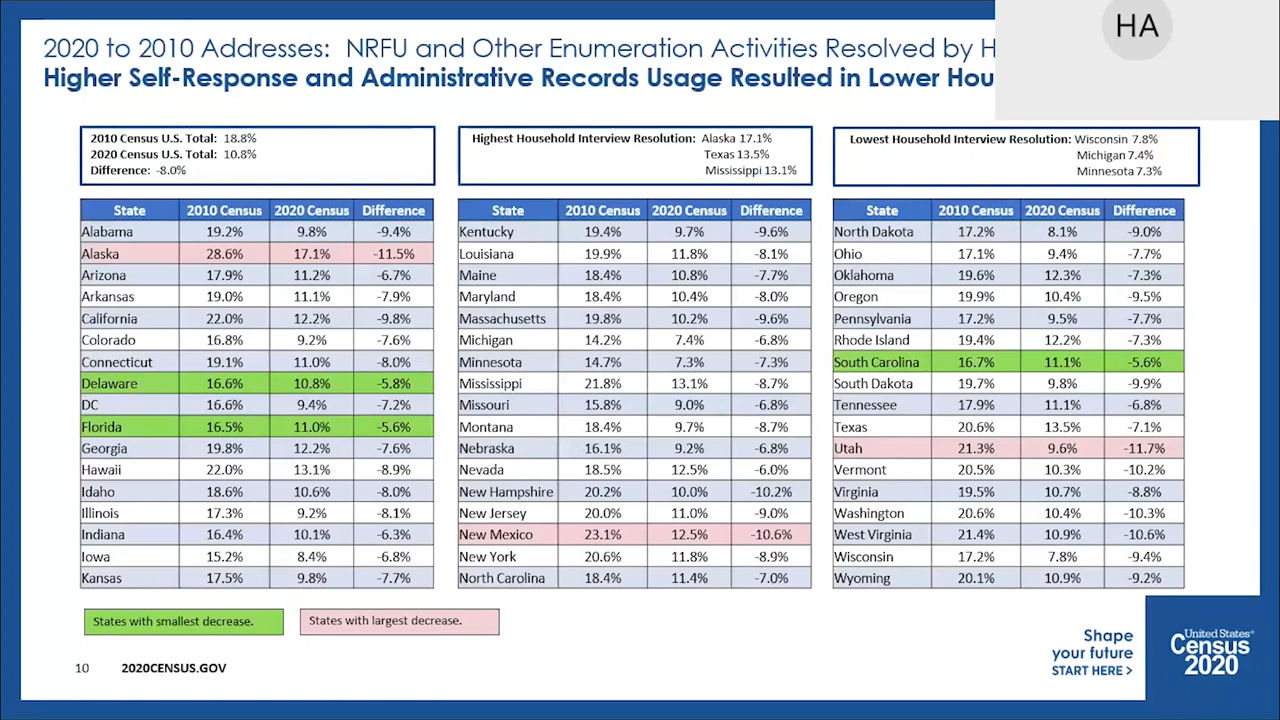 2020 to 2010 Addresses: NRFU and Other Enumeration Activities Resolved by H
Higher Self-Response and Administrative Records Usage Resulted in Lower Hou
HA
2010 Census U.S. Total: 18.8%
2020 Census U.S. Total: 10.8%
Difference: -8.0%
Highest Household Interview Resolution: Alaska 17.1%
Texas 13.5%
Mississippi 13.1%
Lowest Household Interview Resolution: Wisconsin 7.8%
Michigan 7.4%
Minnesota 7.3%
State 2010 Census 2020 Census Difference
Alabama 19.2% 9.8% -9.4%
Alaska 28.6% 17.1% -11.5%
Arizona 17.9% 11.2% -6.7%
Arkansas 19.0% 11.1% -7.9%
California 22.0% 12.2% -9.8%
Colorado 16.8% 9.2% -7.6%
Connecticut 19.1% 11.0% -8.0%
Delaware 16.6% 10.8% -5.8%
DC 16.6% 9.4% -7.2%
Florida 16.5% 11.0% -5.6%
Georgia 19.8% 12.2% -7.6%
Hawaii 22.0% 13.1% -8.9%
Idaho 18.6% 10.6% -8.0%
Illinois 17.3% 9.2% -8.1%
Indiana 16.4% 10.1% -6.3%
Iowa 15.2% 8.4% -6.8%
Kansas 17.5% 9.8% -7.7%
State 2010 Census 2020 Census Difference
Kentucky 19.4% 9.7% -9.6%
Louisiana 19.9% 11.8% -8.1%
Maine 18.4% 10.8% -7.7%
Maryland 18.4% 10.4% -8.0%
Massachusetts 19.8% 10.2% -9.6%
Michigan 14.2% 7.4% -6.8%
Minnesota 14.7% 7.3% -7.3%
Mississippi 21.8% 13.1% -8.7%
Missouri 15.8% 9.0% -6.8%
Montana 18.4% 9.7% -8.7%
Nebraska 16.1% 9.2% -6.8%
Nevada 18.5% 12.5% -6.0%
New Hampshire 20.2% 10.0% -10.2%
New Jersey 20.0% 11.0% -9.0%
New Mexico 23.1% 12.5% -10.6%
New York 20.6% 11.8% -8.9%
North Carolina 18.4% 11.4% -7.0%
State 2010 Census 2020 Census Difference
North Dakota 17.2% 8.1% -9.0%
Ohio 17.1% 9.4% -7.7%
Oklahoma 19.6% 12.3% -7.3%
Oregon 19.9% 10.4% -9.5%
Pennsylvania 17.2% 9.5% -7.7%
Rhode Island 19.4% 12.2% -7.3%
South Carolina 16.7% 11.1% -5.6%
South Dakota 19.7% 9.8% -9.9%
Tennessee 17.9% 11.1% -6.8%
Texas 20.6% 13.5% -7.1%
Utah 21.3% 9.6% -11.7%
Vermont 20.5% 10.3% -10.2%
Virginia 19.5% 10.7% -8.8%
Washington 20.6% 10.4% -10.3%
West Virginia 21.4% 10.9% -10.6%
Wisconsin 17.2% 7.8% -9.4%
Wyoming 20.1% 10.9% -9.2%
States with smallest decrease.
States with largest decrease.
10 2020CENSUS.GOV
Shape
your future
START HERE >
United States®
Census
2020